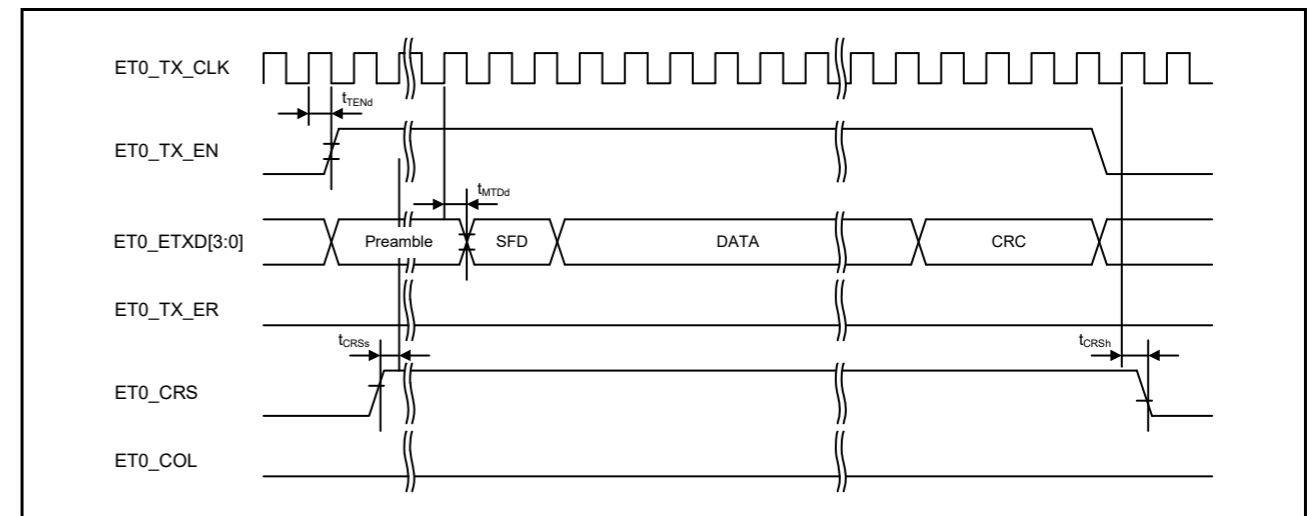 ET0_TX_CLK
tTENd
ET0_TX_EN
tMTDd
ET0_ETXD[3:0] Preamble SFD DATA CRC
ET0_TX_ER
tCRSs tCRSh
ET0_CRS
ET0_COL